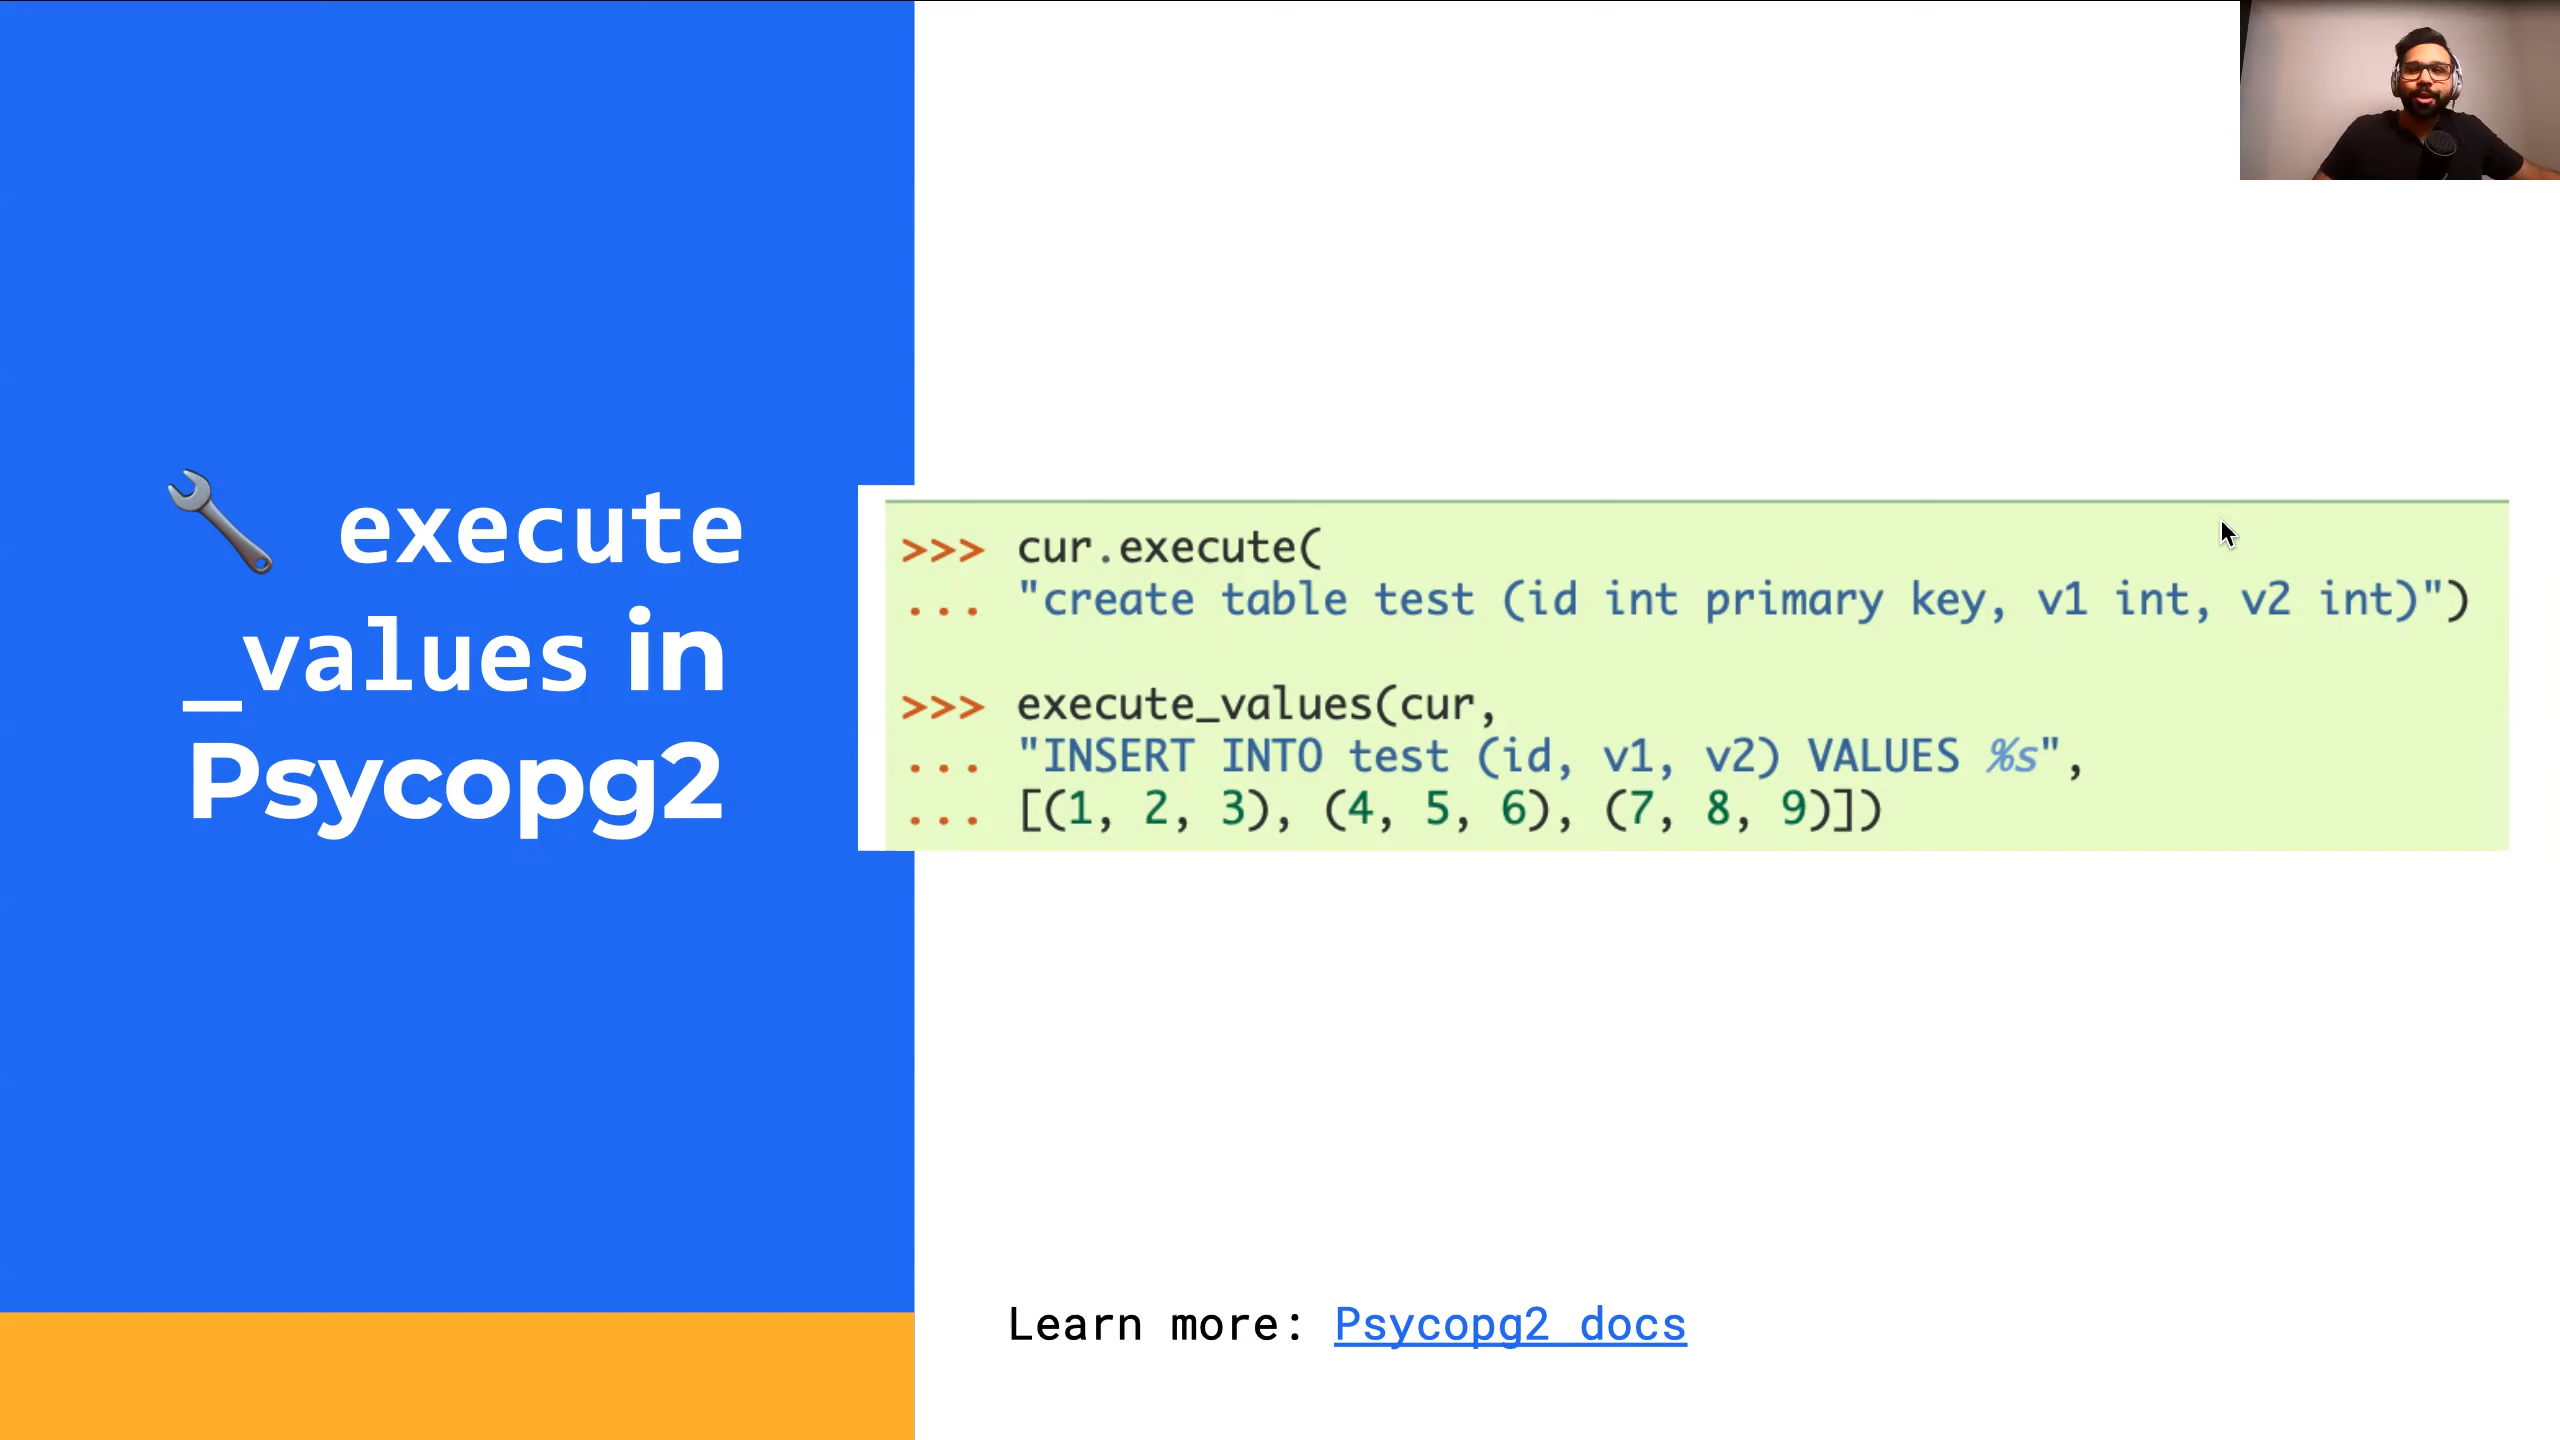 🔧 execute
_values in
Psycopg2
>>> cur.execute(
... "create table test (id int primary key, v1 int, v2 int)")
>>> execute_values(cur,
... "INSERT INTO test (id, v1, v2) VALUES %s",
... [(1, 2, 3), (4, 5, 6), (7, 8, 9)])
Learn more: Psycopg2 docs